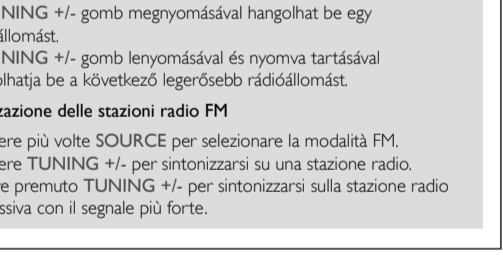 NING +/- gomb megnyomásával hangolhat be egy
állomást.
NING +/- gomb lenyomásával és nyomva tartásával
olhatja be a következő legerősebb rádióállomást.
zazione delle stazioni radio FM
ere più volte SOURCE per selezionare la modalità FM.
ere TUNING +/- per sintonizzarsi su una stazione radio.
e premuto TUNING +/- per sintonizzarsi sulla stazione radio
ssiva con il segnale più forte.